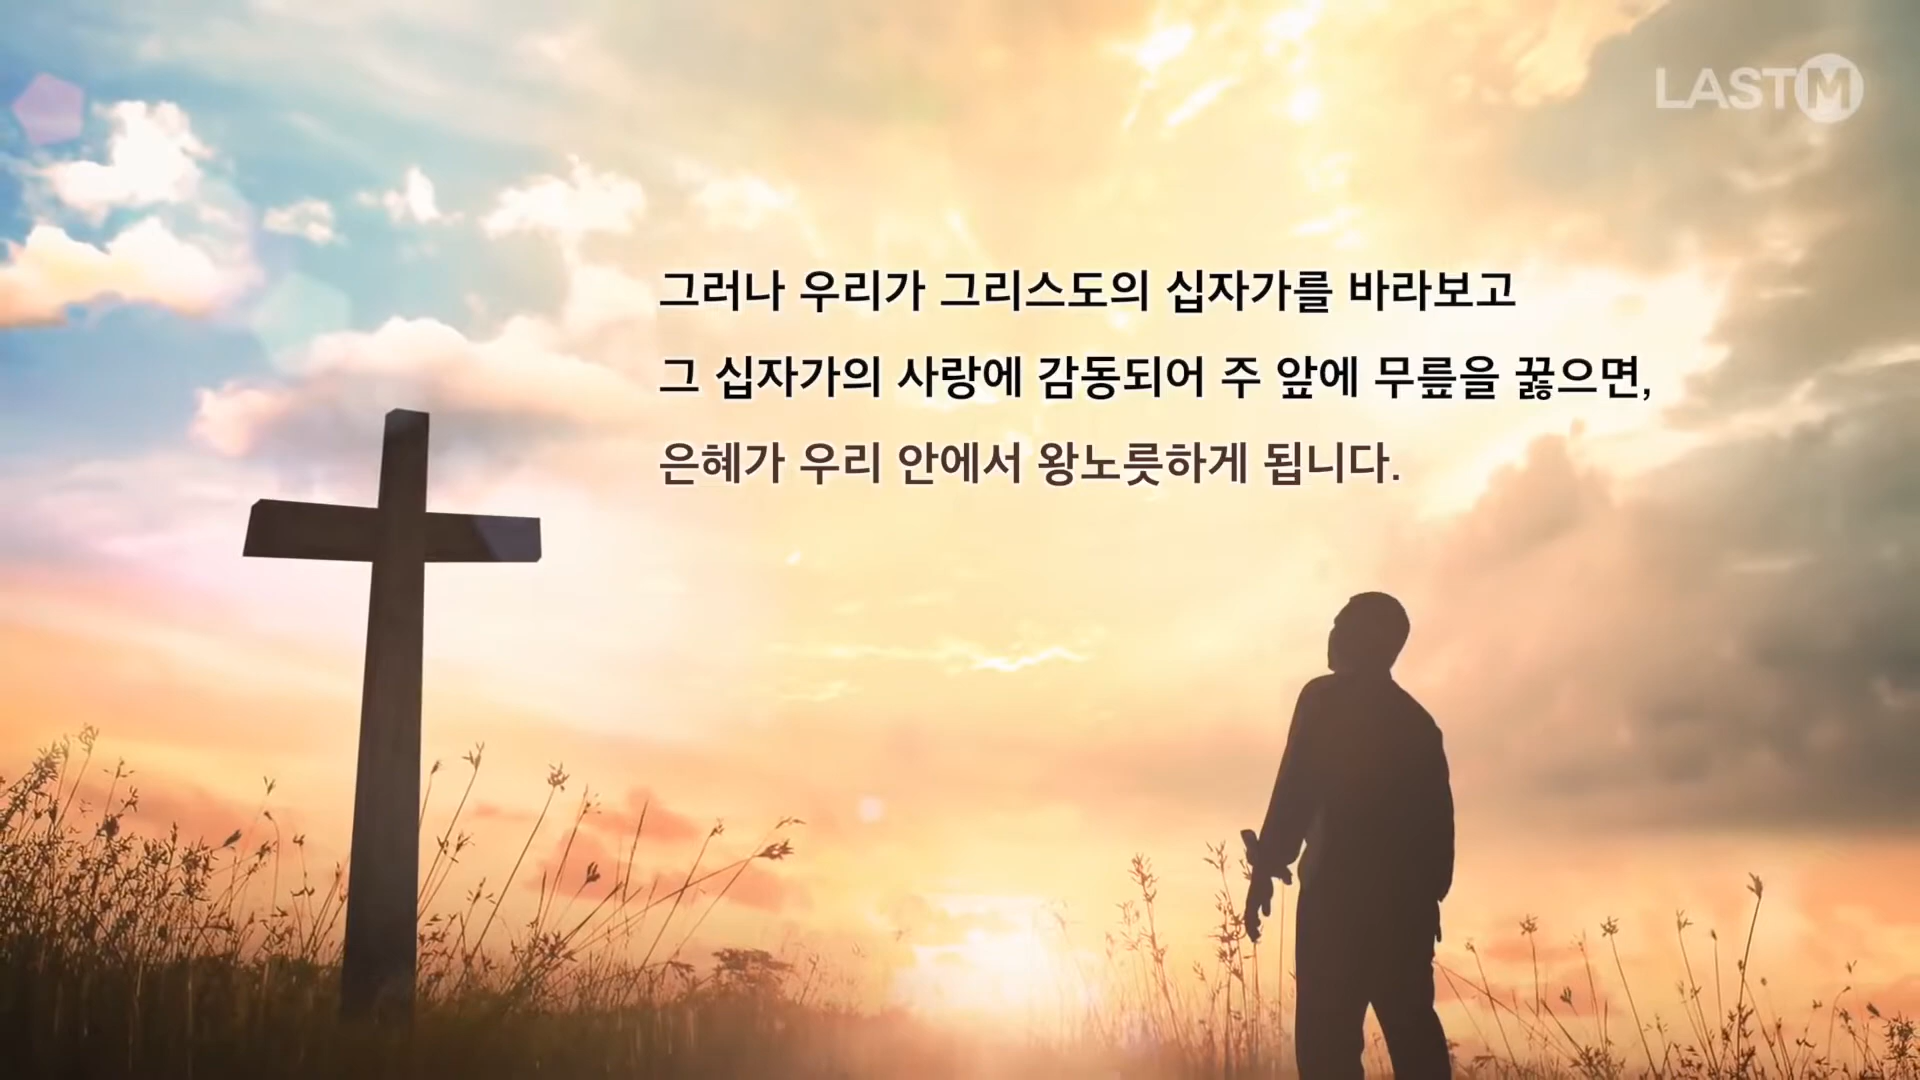 LASTM
그러나 우리가 그리스도의 십자가를 바라보고
그 십자가의 사랑에 감동되어 주 앞에 무릎을 꿇으면,
은혜가 우리 안에서 왕노릇하게 됩니다.